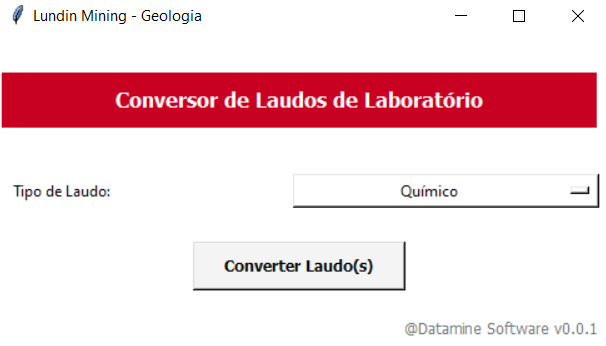 Lundin Mining - Geologia
Conversor de Laudos de Laboratório
Tipo de Laudo:
Químico
Converter Laudo(s)
@Datamine Software v0.0.1